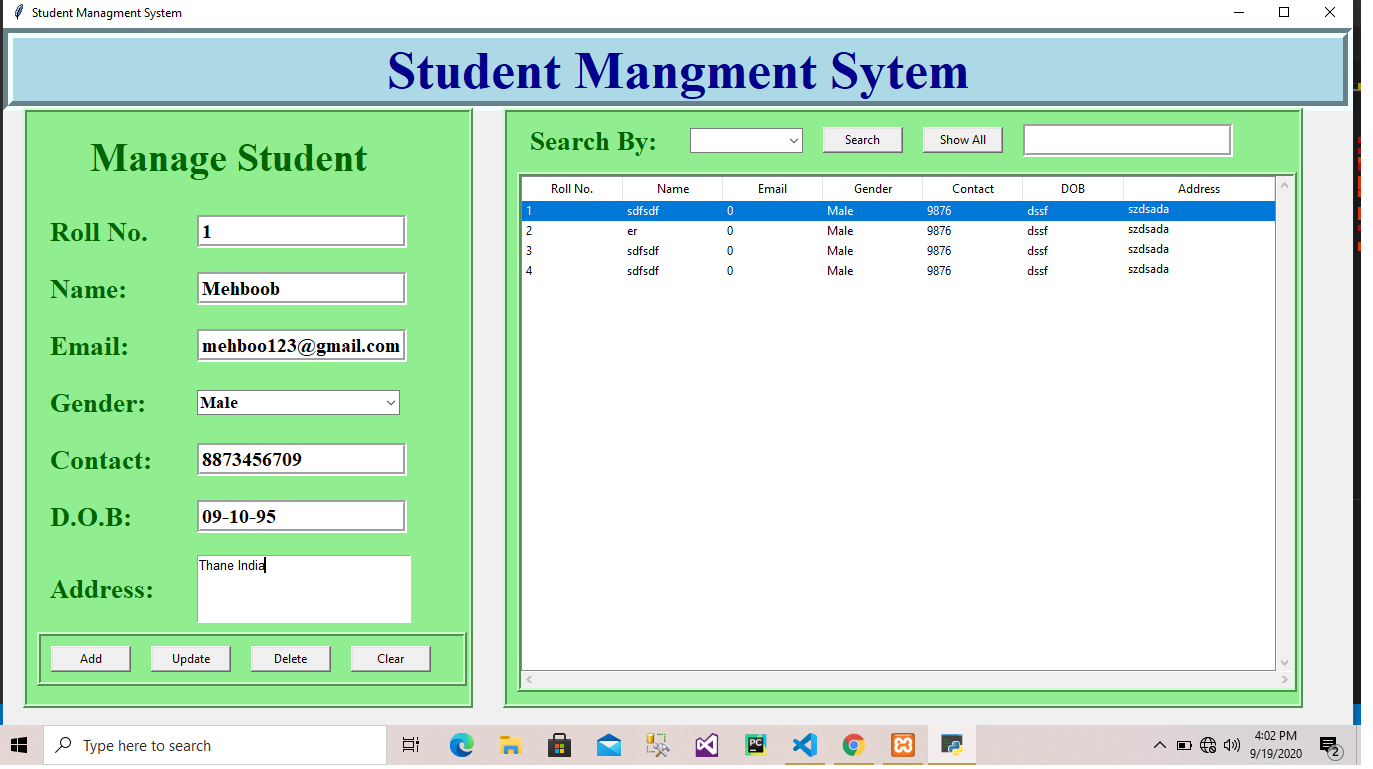 Student Managment System
Student Mangment Sytem
Manage Student
Roll No. 1
Name: Mehboob
Email: mehboo123@gmail.com
Gender: Male
Contact: 8873456709
D.O.B: 09-10-95
Address: Thane India
Add Update Delete Clear
Search By: Search Show All
Roll No. Name Email Gender Contact DOB Address
1 sdfsdf 0 Male 9876 dssf szdsada
2 er 0 Male 9876 dssf szdsada
3 sdfsdf 0 Male 9876 dssf szdsada
4 sdfsdf 0 Male 9876 dssf szdsada
Type here to search
PC
4:02 PM
9/19/2020
2